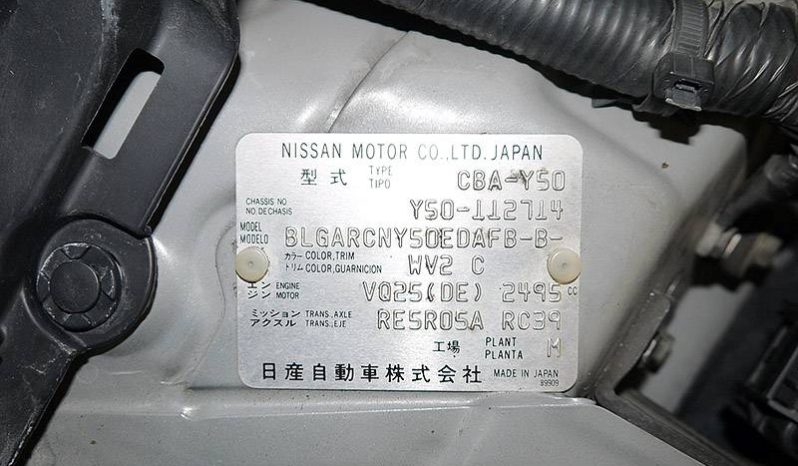 NISSAN MOTOR CO.,LTD.JAPAN
型式 TYPE TIPO CBA-Y50
CHASSIS NO NO DECHASIS Y50-112714
MODEL MODELO BLGARCNY50EDAFB-B-
カラー COLOR,TRIM トリム COLOR,GUARNICION WV2 C
エンジン ENGINE MOTOR VQ25(DE) 2495cc
ミッション TRANS,AXLE アクスル TRANS,EJE RE5R05A RC39
工場 PLANT PLANTA M
日産自動車株式会社 MADE IN JAPAN
89909